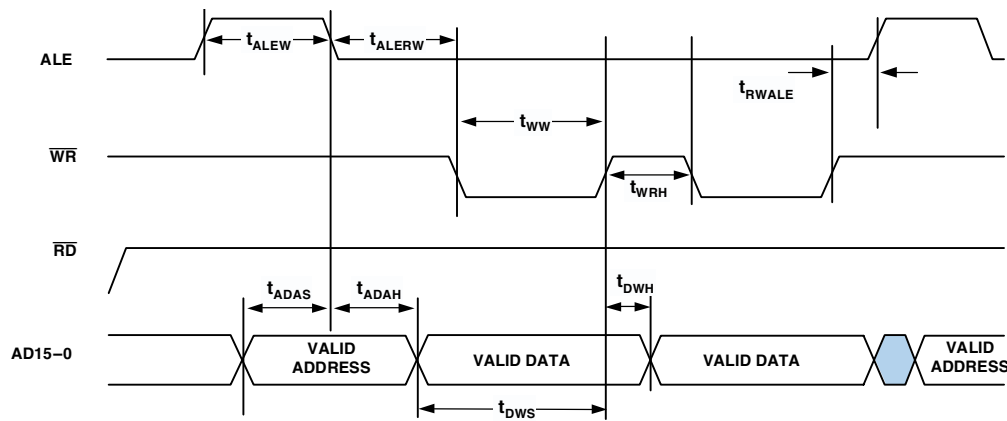 ALE
tALEW
tALERW
tRWALE
tWW
WR
tWRH
RD
tADAS
tADAH
tDWH
AD15–0
VALID
ADDRESS
VALID DATA
VALID DATA
VALID
ADDRESS
tDWS